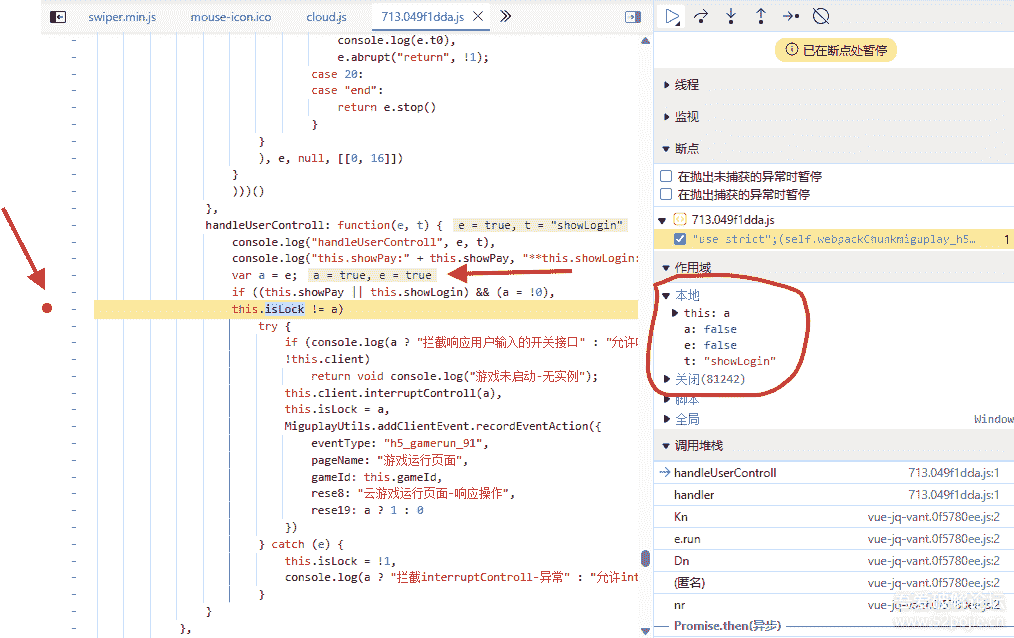 swiper.min.js
mouse-icon.ico
cloud.js
713.049f1dda.js
console.log(e.t0),
e.abrupt("return", !1);
case 20:
case "end":
return e.stop()
}
}
), e, null, [[0, 16]])
}
)))()
},
handleUserControll: function(e, t) { e = true, t = "showLogin"
console.log("handleUserControll", e, t),
console.log("this.showPay:" + this.showPay, "**this.showLogin:
var a = e; a = true, e = true
if ((this.showPay || this.showLogin) && (a = !0),
this.isLock != a)
try {
if (console.log(a ? "拦截响应用户输入的开关接口" : "允许
!this.client)
return void console.log("游戏未启动-无实例");
this.client.interruptControll(a),
this.isLock = a,
MiguplayUtils.addClientEvent.recordEventAction({
eventType: "h5_gamerun_91",
pageName: "游戏运行页面",
gameId: this.gameId,
rese8: "云游戏运行页面-响应操作",
rese19: a ? 1 : 0
})
} catch (e) {
this.isLock = !1,
console.log(a ? "拦截interruptControll-异常" : "允许int
}
}
},
已在断点处暂停
线程
监视
断点
在抛出未捕获的异常时暂停
在抛出捕获的异常时暂停
713.049f1dda.js
"use strict";(self.webpackChunkmiguplay_h5… 1
作用域
本地
this: a
a: false
e: false
t: "showLogin"
关闭(81242)
脚本
全局 Window
调用堆栈
handleUserControll 713.049f1dda.js:1
handler 713.049f1dda.js:1
Kn vue-jq-vant.0f5780ee.js:2
e.run vue-jq-vant.0f5780ee.js:2
Dn vue-jq-vant.0f5780ee.js:2
(匿名) vue-jq-vant.0f5780ee.js:2
nr vue-jq-vant.0f5780ee.js:2
Promise.then(异步)